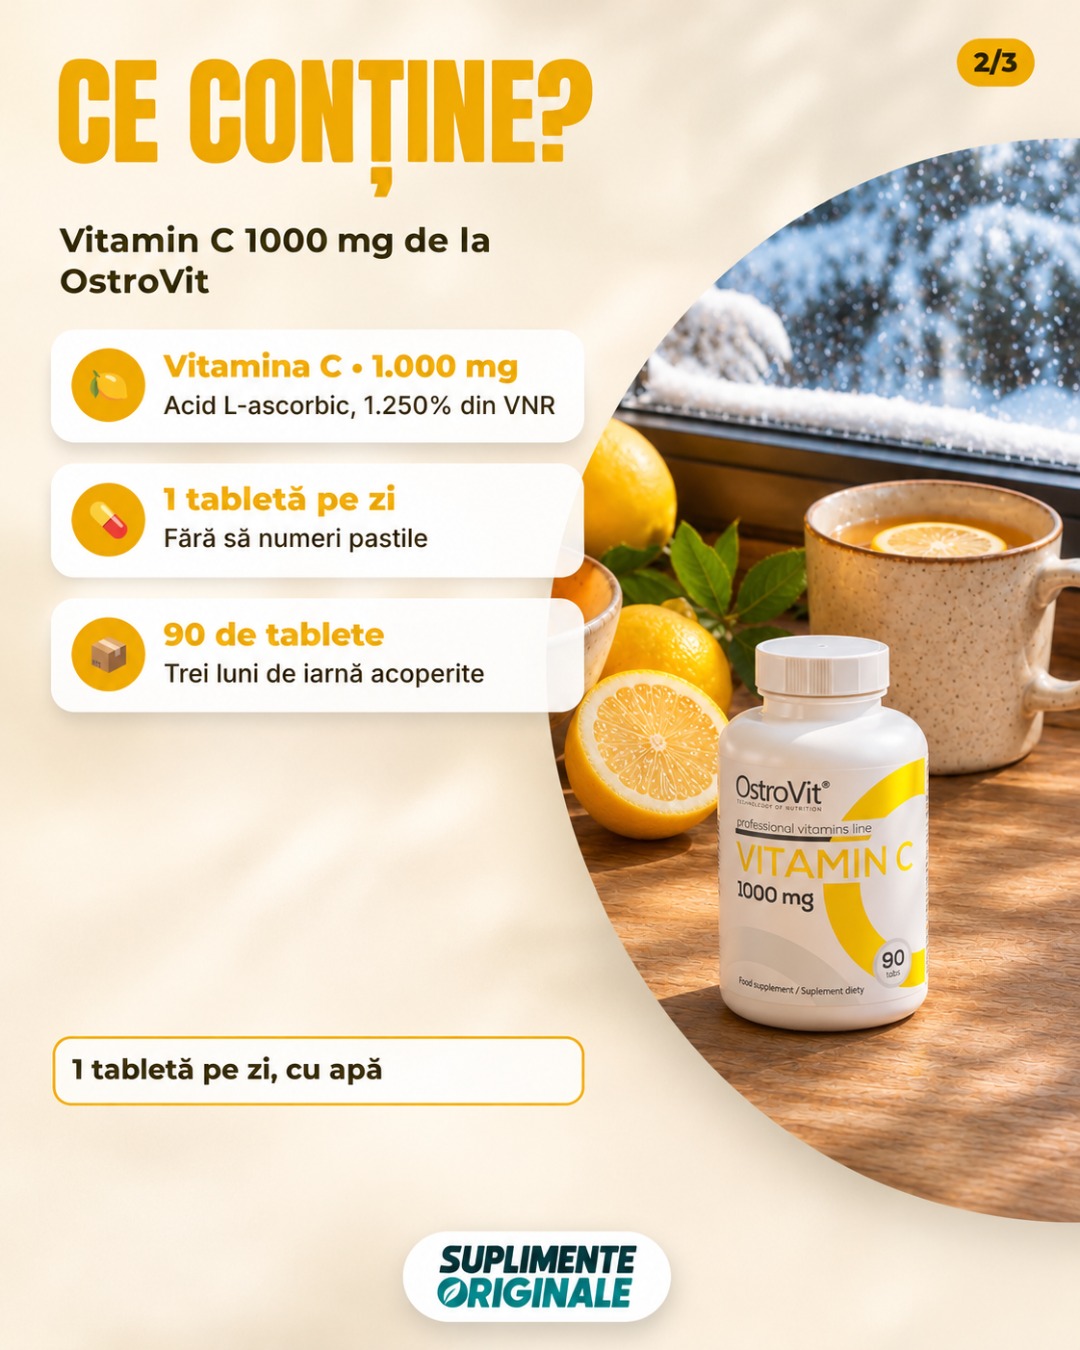 CE CONȚINE?
2/3
Vitamin C 1000 mg de la
OstroVit
Vitamina C • 1.000 mg
Acid L-ascorbic, 1.250% din VNR
1 tabletă pe zi
Fără să numeri pastile
90 de tablete
Trei luni de iarnă acoperite
OstroVit®
TECHNOLOGY OF NUTRITION
professional vitamins line
VITAMIN C
1000 mg
90
tabs
Food supplement / Suplement diety
1 tabletă pe zi, cu apă
SUPLIMENTE
ORIGINALE